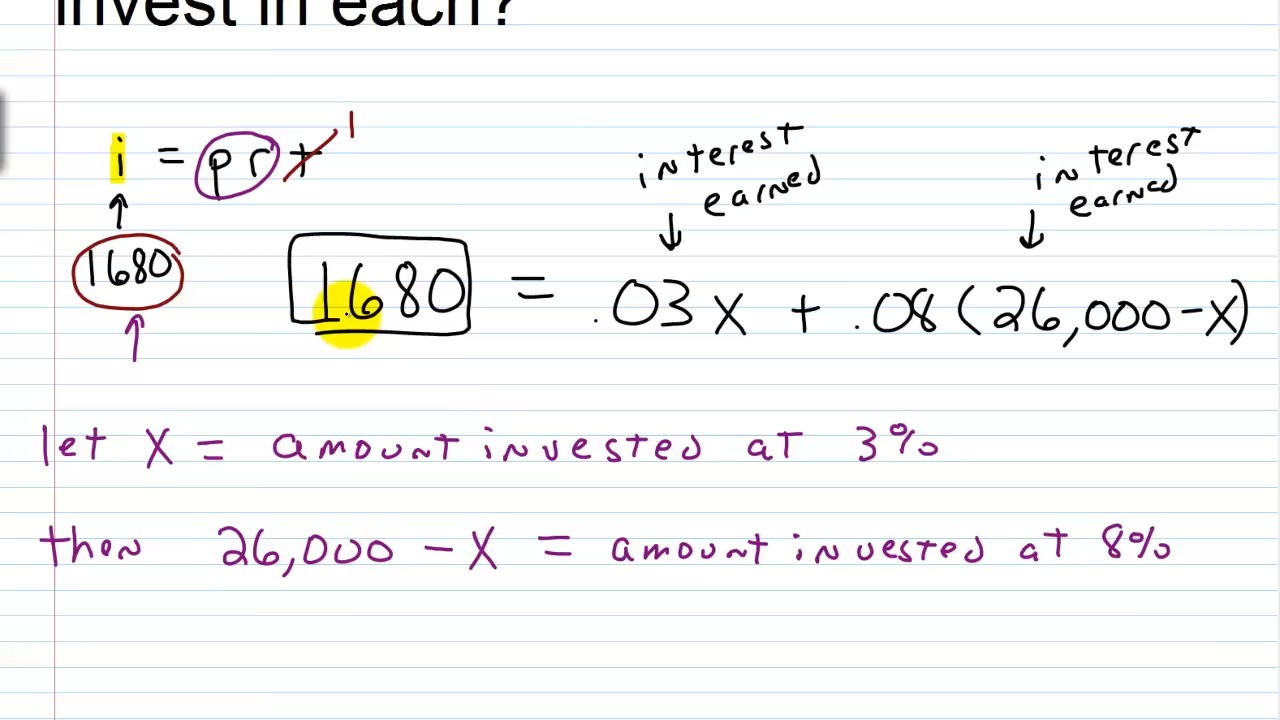 invest in each?
i = prt 1
interest earned
interest earned
1680
1680 = .03x + .08(26,000-x)
let x = amount invested at 3%
then 26,000 - x = amount invested at 8%